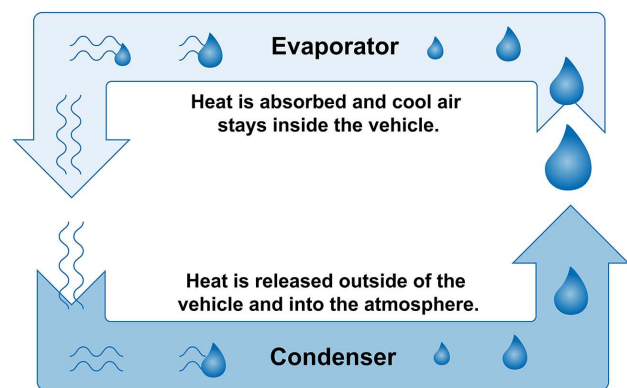 Evaporator
Heat is absorbed and cool air
stays inside the vehicle.
Heat is released outside of the
vehicle and into the atmosphere.
Condenser